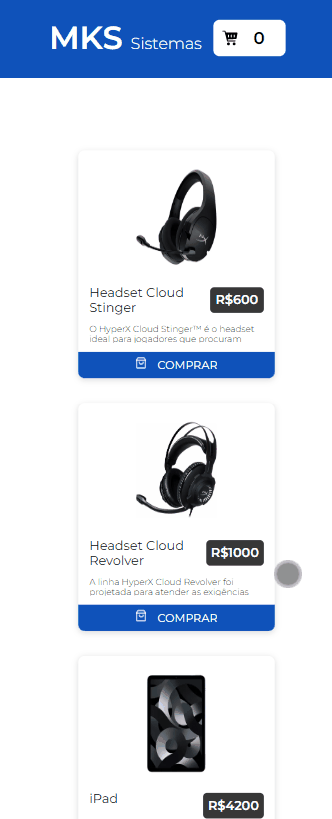 MKS Sistemas 0
Headset Cloud
Stinger
R$600
O HyperX Cloud Stinger™ é o headset
ideal para jogadores que procuram
COMPRAR
Headset Cloud
Revolver
R$1000
A linha HyperX Cloud Revolver foi
projetada para atender as exigências
COMPRAR
iPad
R$4200